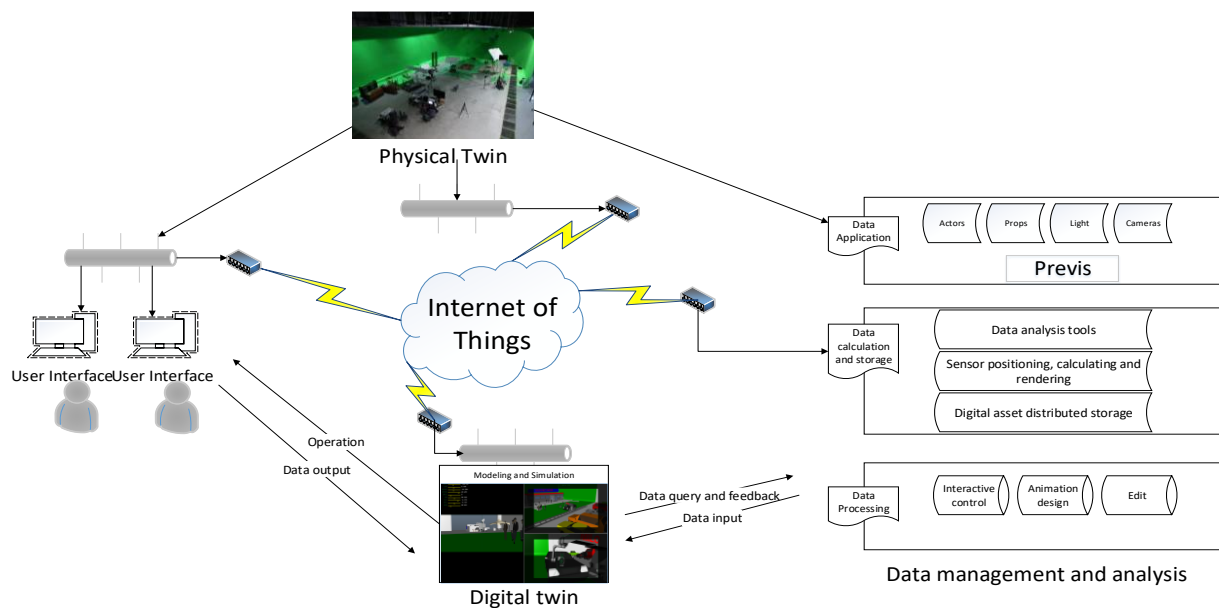 Physical Twin
Data
Application
Actors
Props
Light
Cameras
Previs
Internet of
Things
Data
calculation
and storage
Data analysis tools
Sensor positioning, calculating and
rendering
Digital asset distributed storage
User Interface
User Interface
Operation
Data output
Modeling and Simulation
Data query and feedback
Data input
Data
Processing
Interactive
control
Animation
design
Edit
Digital twin
Data management and analysis